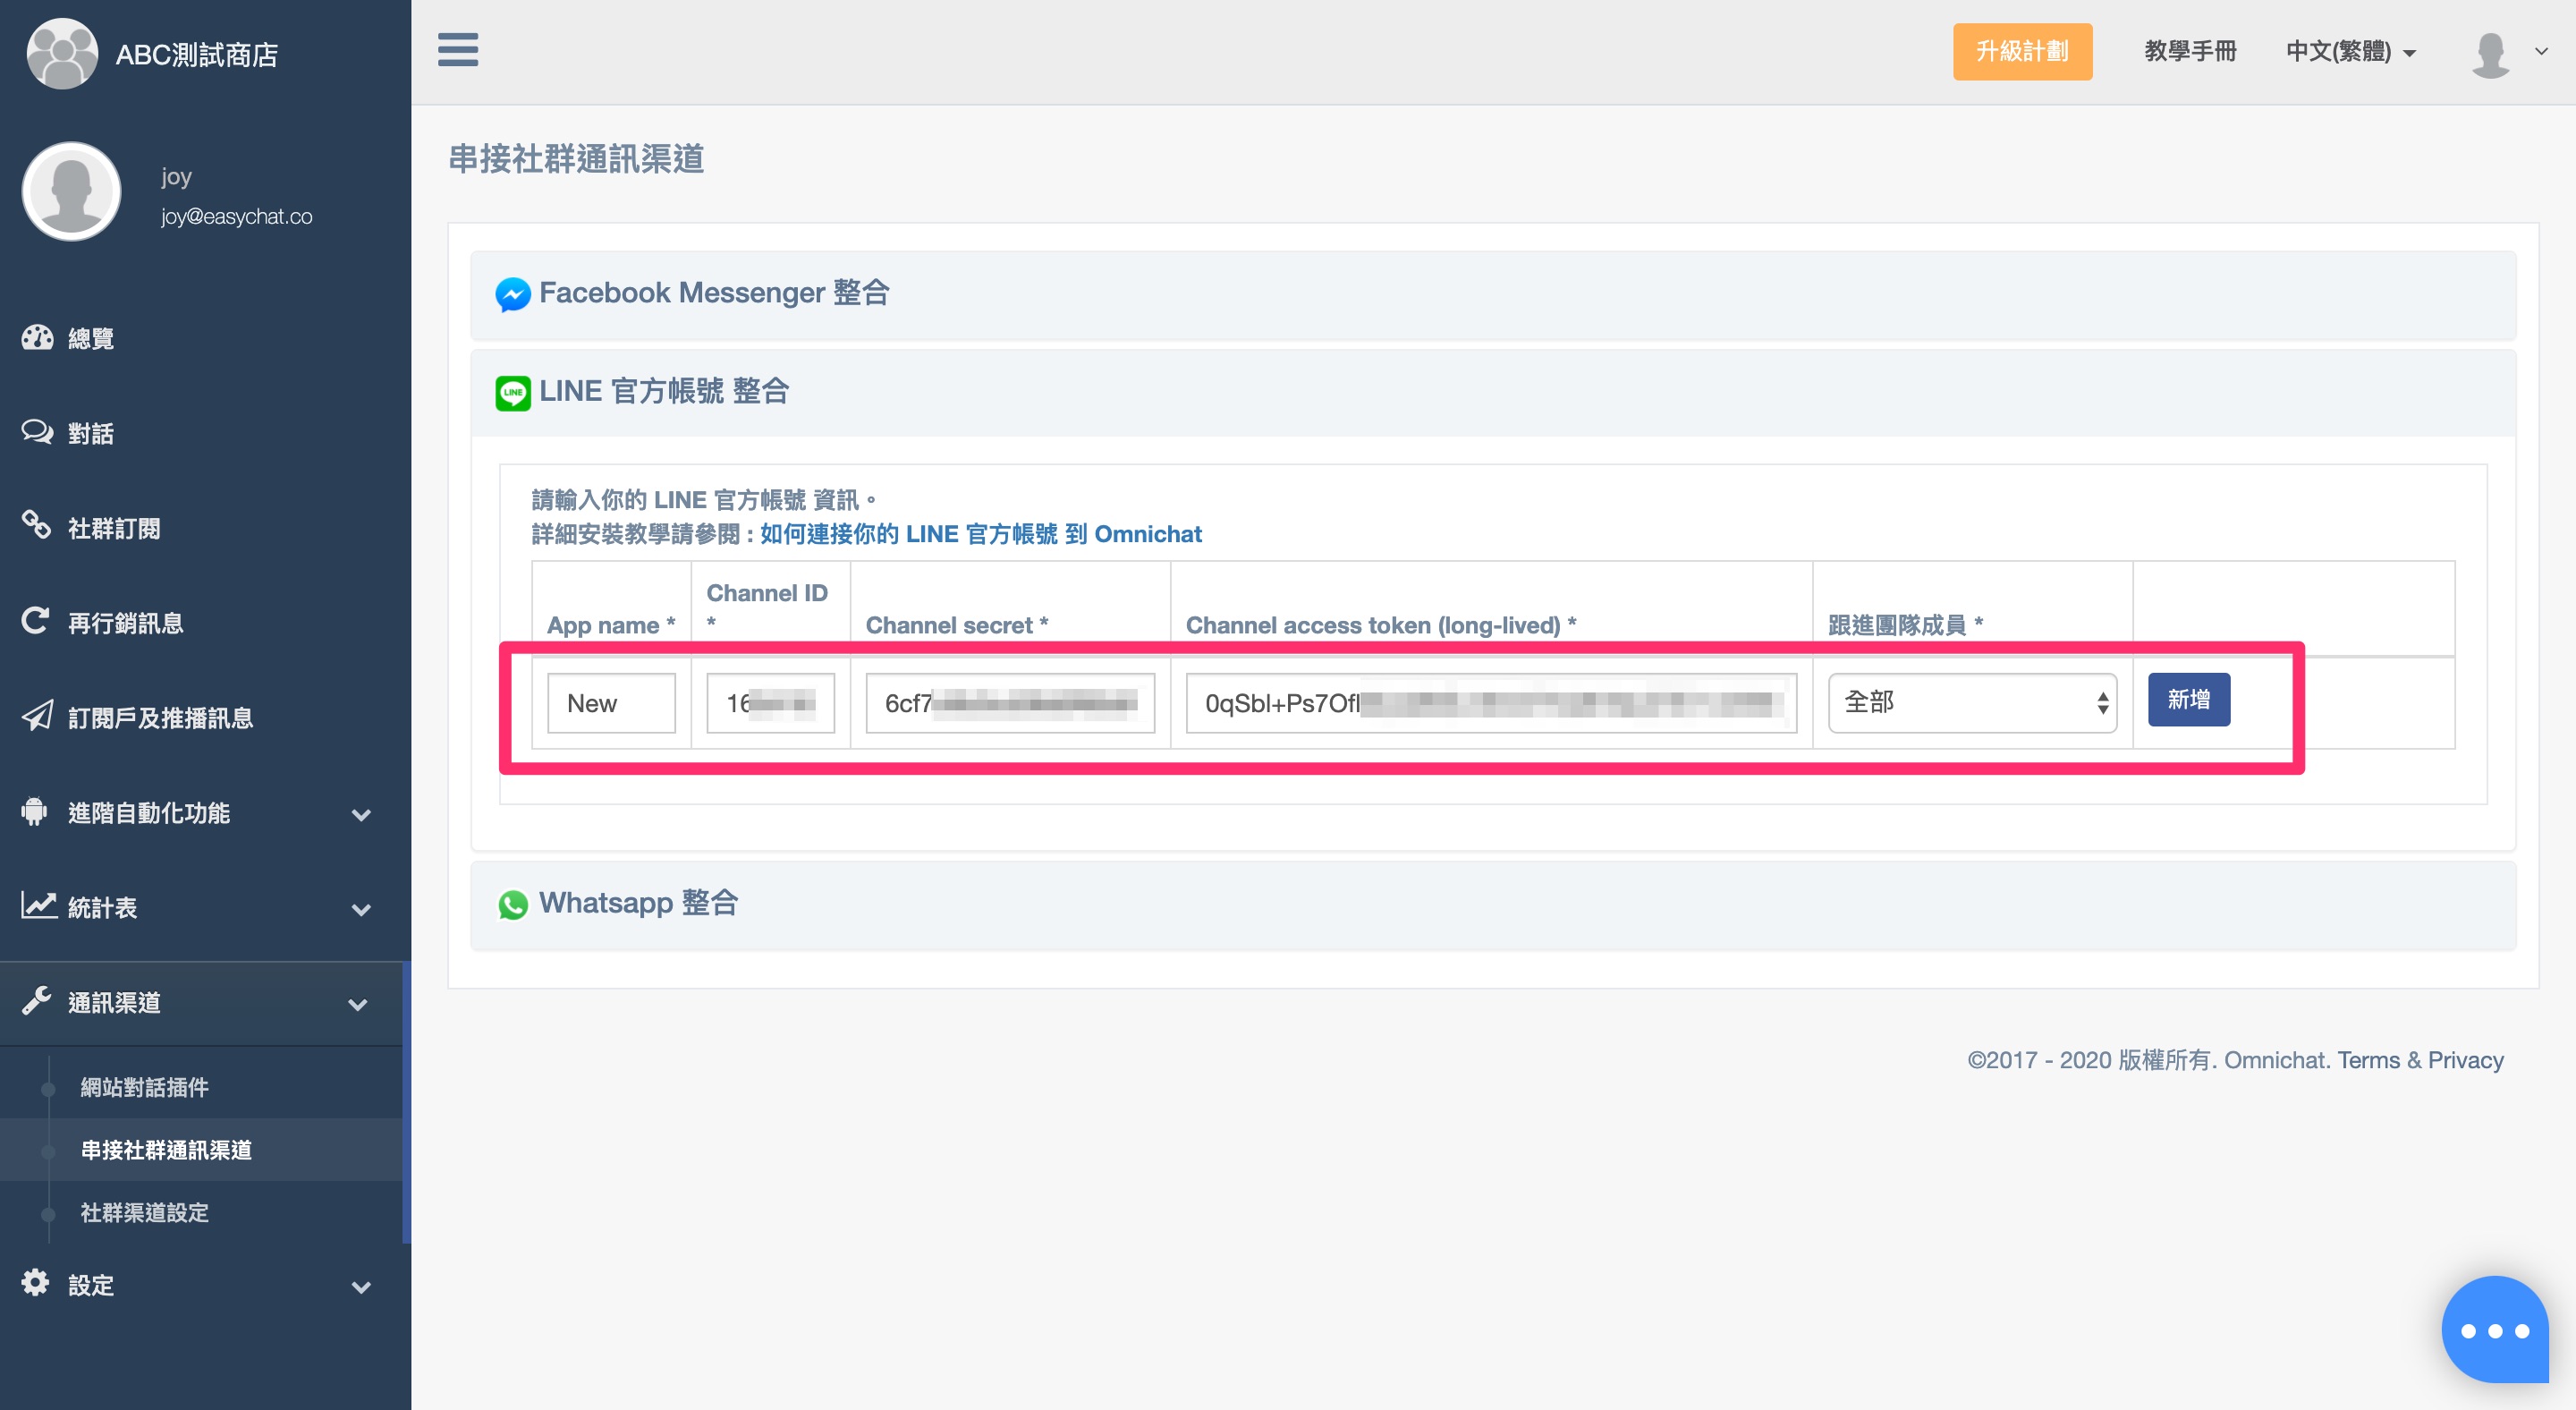 ABC測試商店
joy
joy@easychat.co
總覽
對話
社群訂閱
再行銷訊息
訂閱戶及推播訊息
進階自動化功能
統計表
通訊渠道
網站對話插件
串接社群通訊渠道
社群渠道設定
設定
升級計劃 教學手冊 中文(繁體)
串接社群通訊渠道
Facebook Messenger 整合
LINE
LINE 官方帳號 整合
請輸入你的 LINE 官方帳號 資訊。
詳細安裝教學請參閱 : 如何連接你的 LINE 官方帳號 到 Omnichat
App name * Channel ID * Channel secret * Channel access token (long-lived) * 跟進團隊成員 *
New 16 6cf7 0qSbl+Ps7Ofl 全部 新增
Whatsapp 整合
©2017 - 2020 版權所有. Omnichat. Terms & Privacy